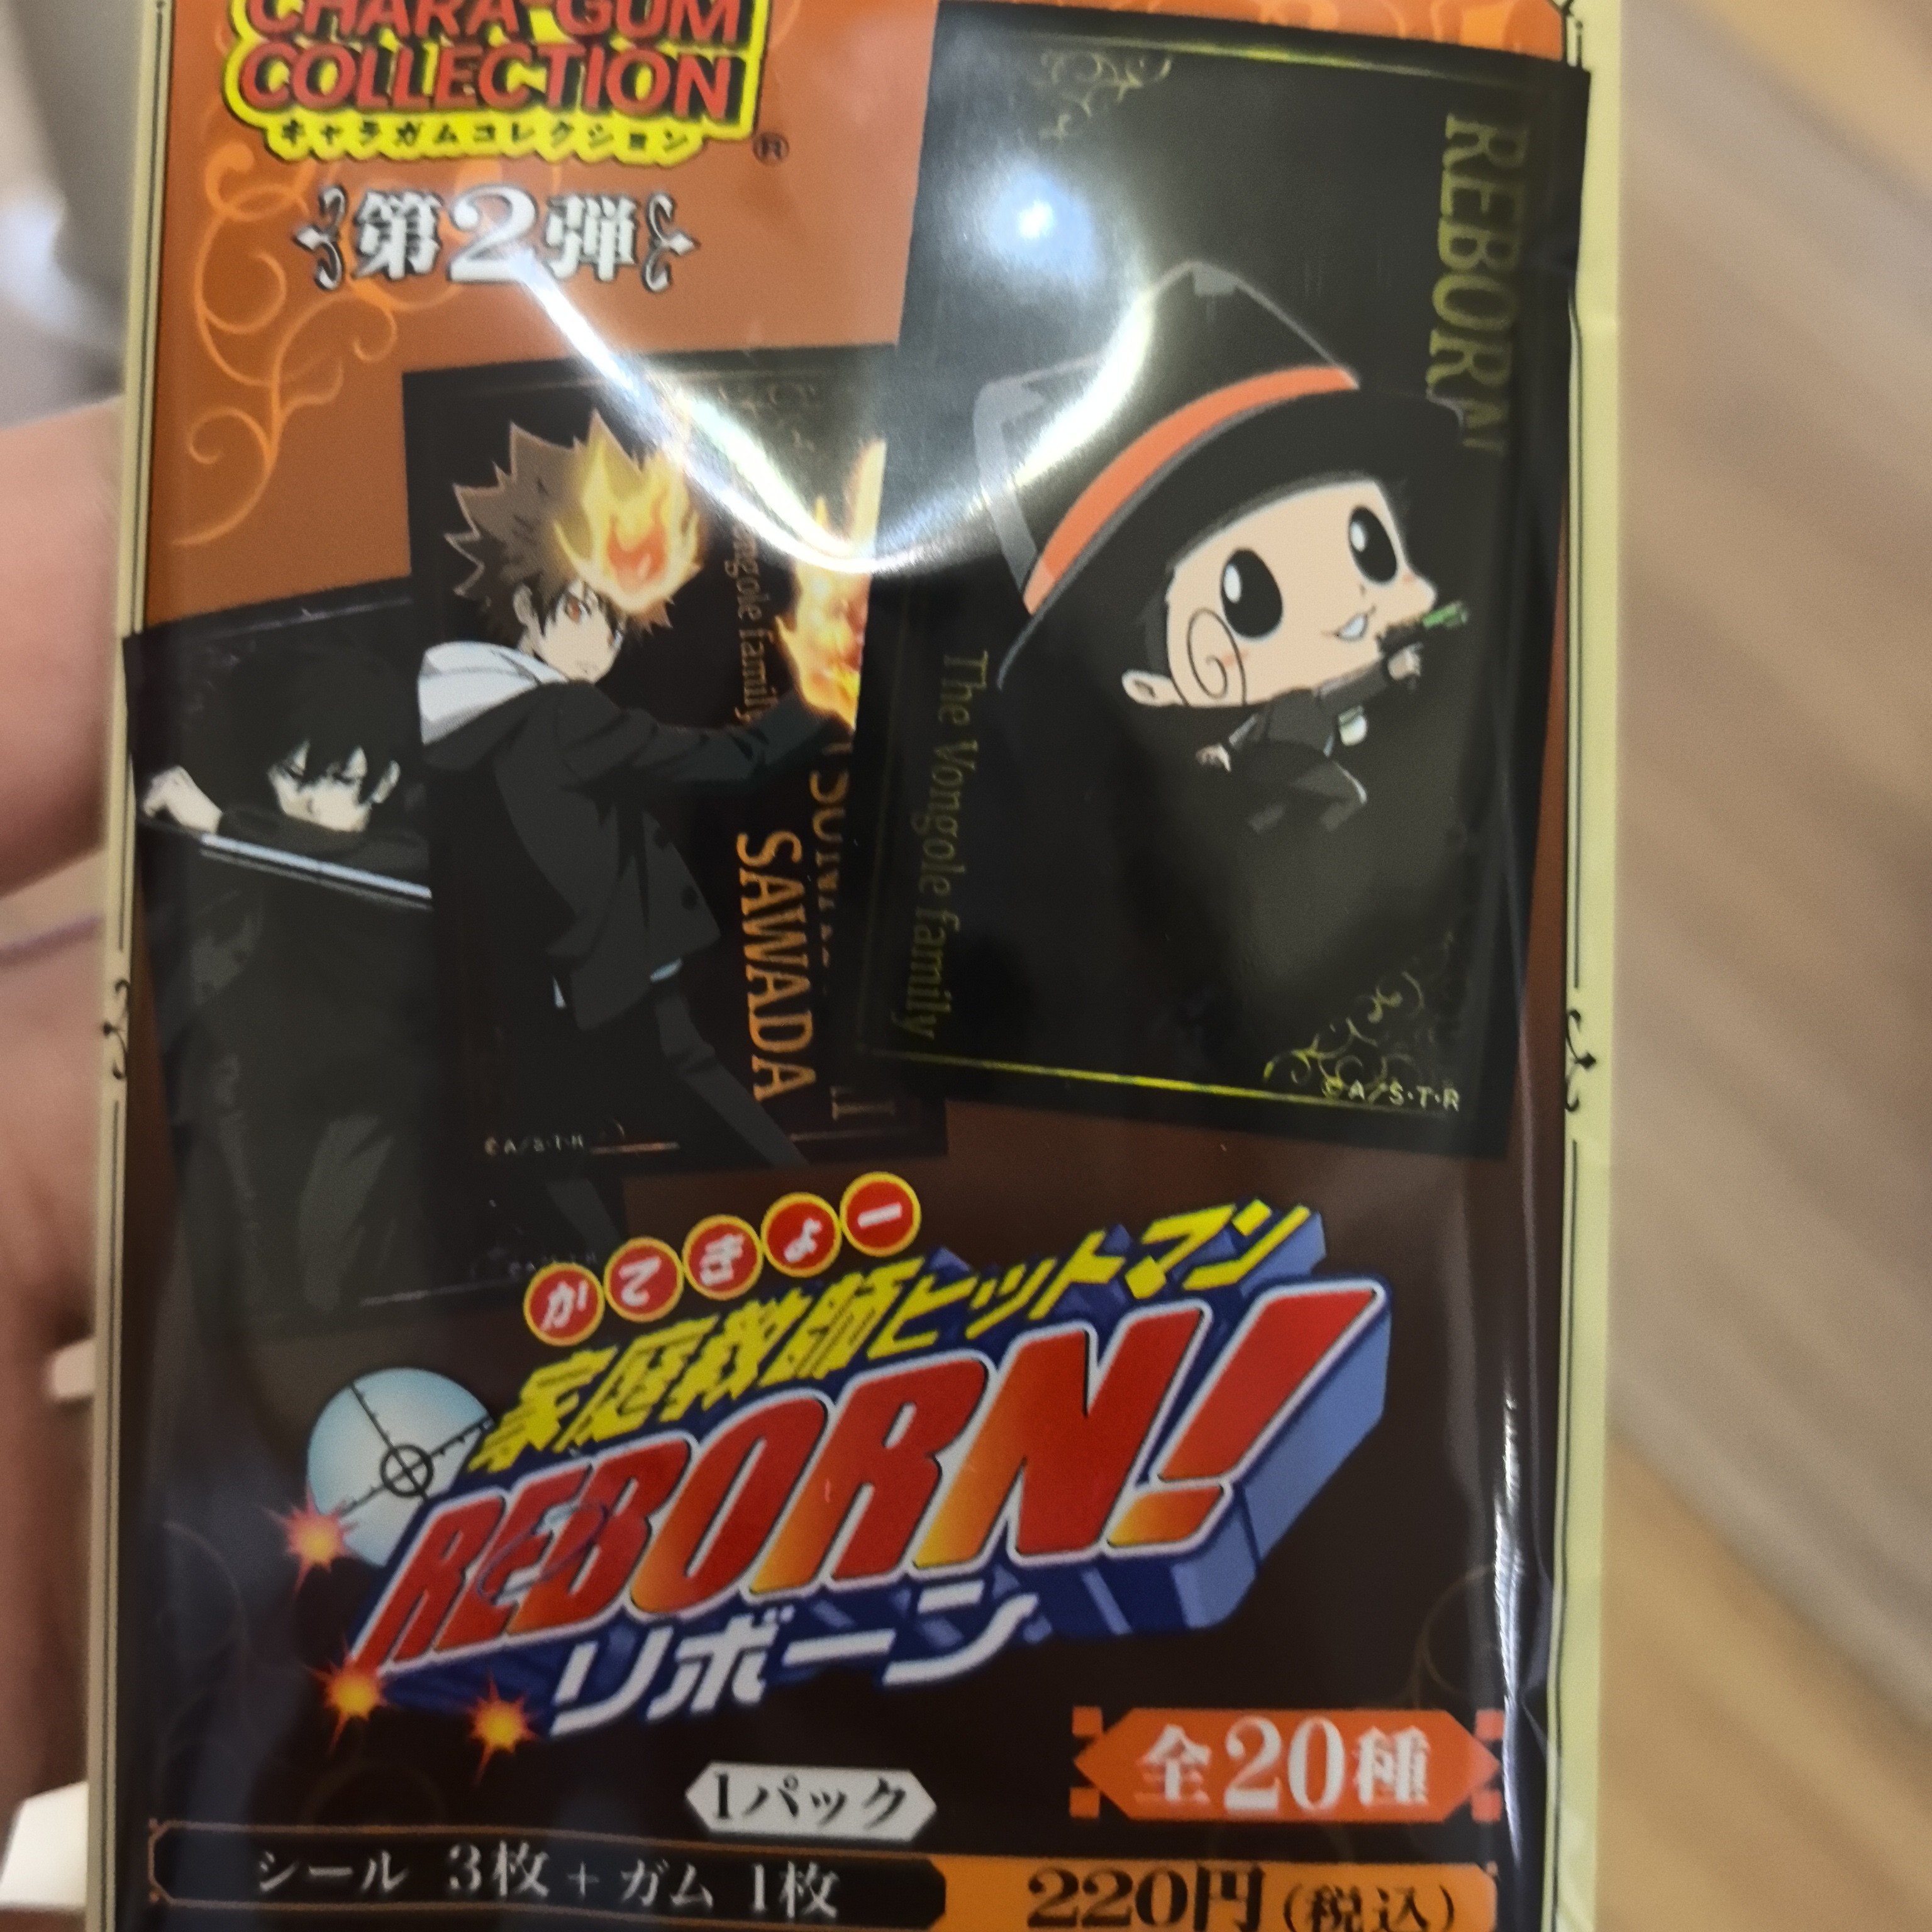 CHARA-GUM
COLLECTION
キャラガムコレクション
®
第2弾
REBORN
The Vongole family
©A/S・T・R
ngole family
SAWADA
©A/S・T・R
かてきょー
家庭教師ヒットマン
REBORN!
リボーン
全20種
1パック
シール 3枚+ガム 1枚
220円(税込)